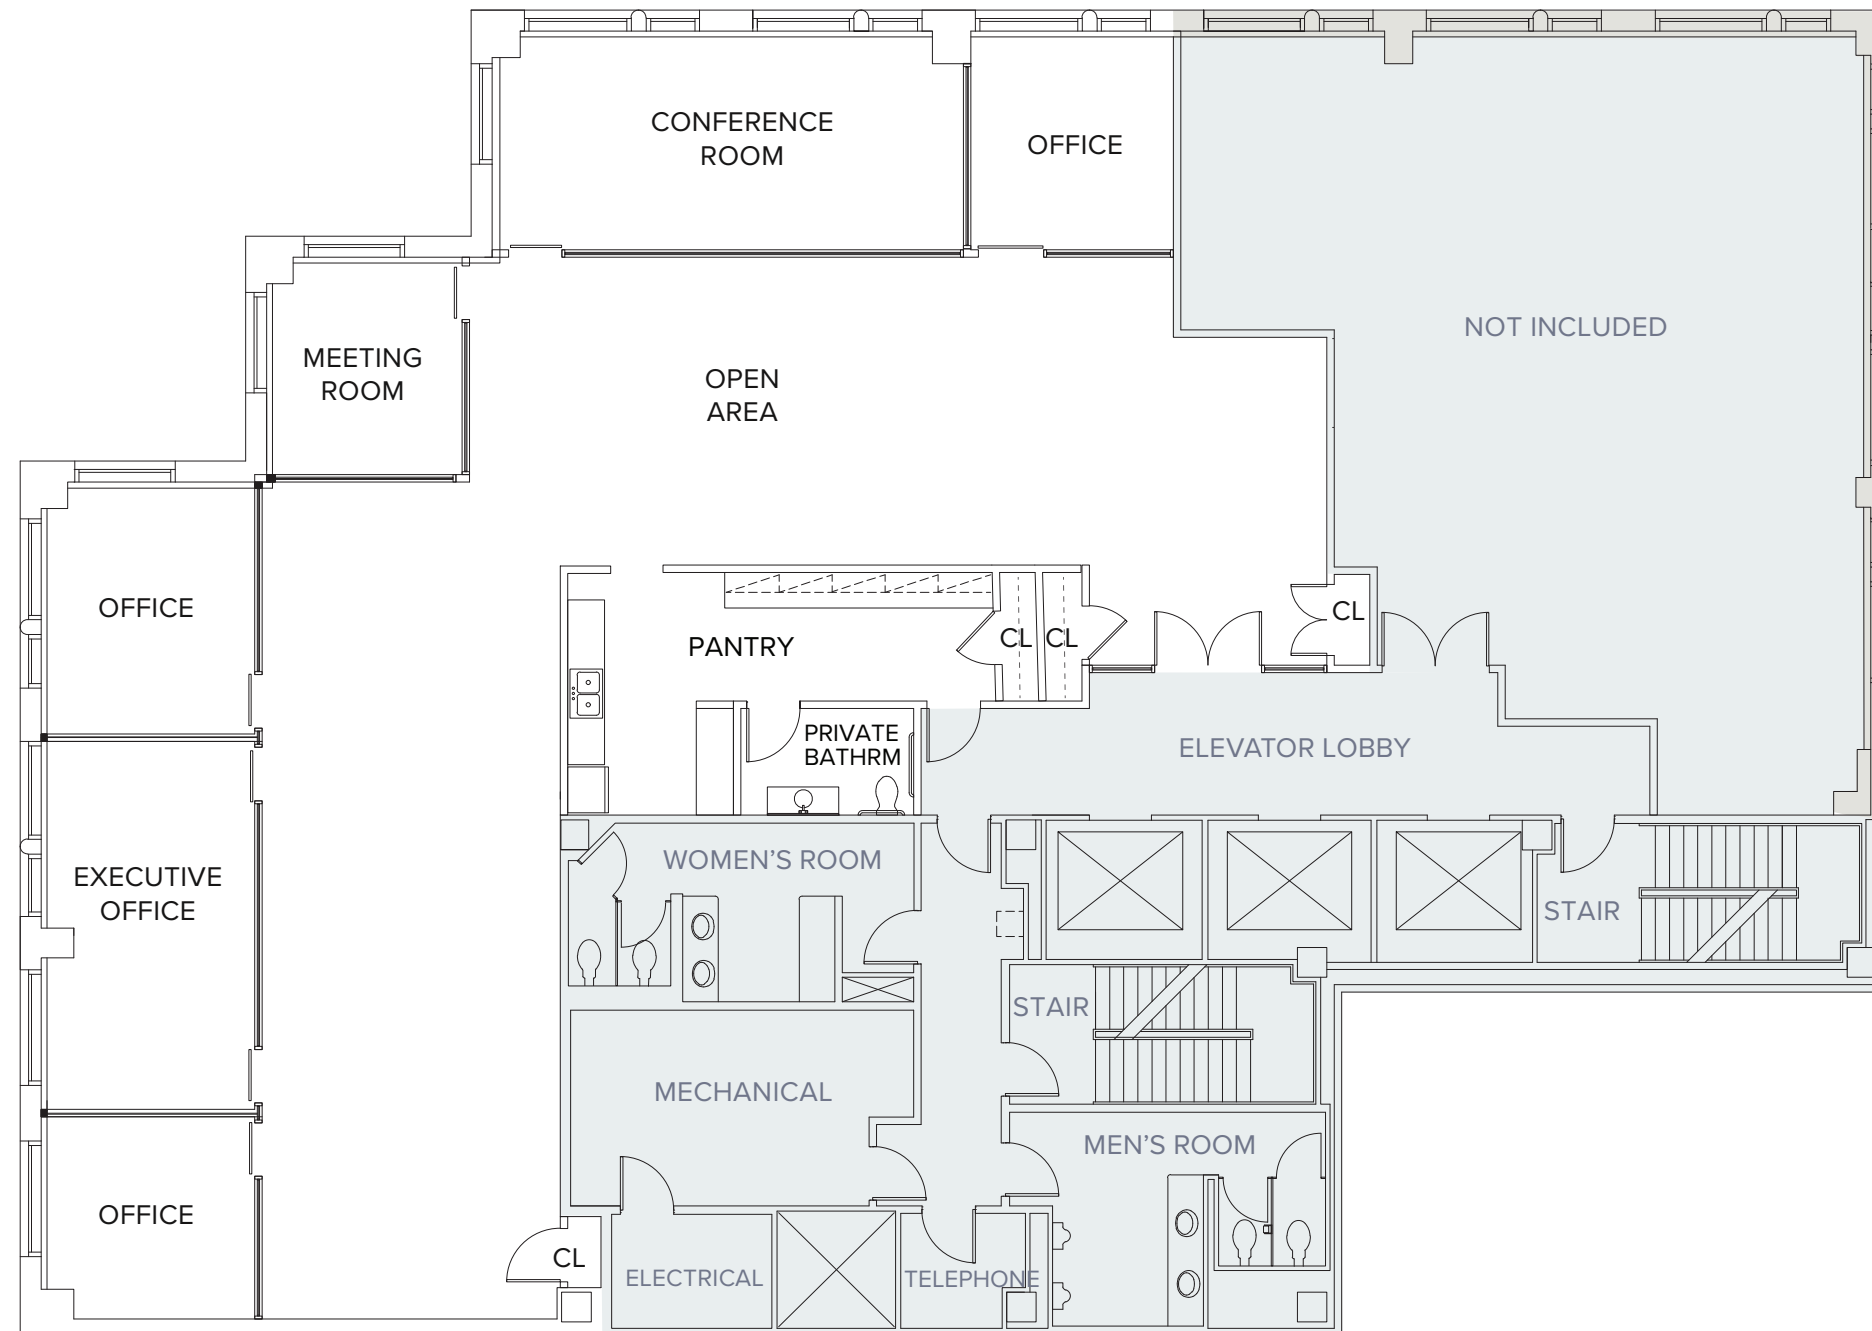 CONFERENCE
ROOM
OFFICE
NOT INCLUDED
MEETING
ROOM
OPEN
AREA
OFFICE
PANTRY
CL
CL
CL
PRIVATE
BATHRM
ELEVATOR LOBBY
EXECUTIVE
OFFICE
WOMEN’S ROOM
STAIR
STAIR
MECHANICAL
MEN’S ROOM
OFFICE
CL
ELECTRICAL
TELEPHONE